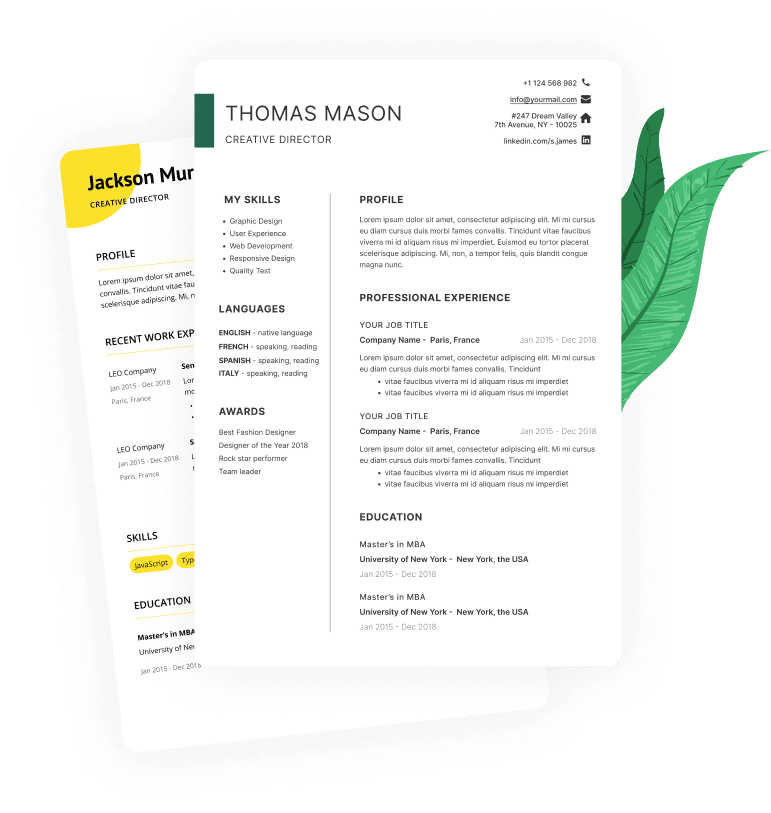 +1 124 568 982
info@yourmail.com
#247 Dream Valley
7th Avenue, NY - 10025
linkedin.com/s.james
THOMAS MASON
CREATIVE DIRECTOR
MY SKILLS
• Graphic Design
• User Experience
• Web Development
• Responsive Design
• Quality Test
LANGUAGES
ENGLISH - native language
FRENCH - speaking, reading
SPANISH - speaking, reading
ITALY - speaking, reading
AWARDS
Best Fashion Designer
Designer of the Year 2018
Rock star performer
Team leader
PROFILE
Lorem ipsum dolor sit amet, consectetur adipiscing elit. Mi mi cursus
eu diam cursus duis morbi fames convallis. Tincidunt vitae faucibus
viverra mi id aliquam risus mi imperdiet. Euismod eu tortor placerat
scelerisque adipiscing. Mi, non, a tempor felis, quis blandit congue
magna nunc.
PROFESSIONAL EXPERIENCE
YOUR JOB TITLE
Company Name - Paris, France Jan 2015 - Dec 2018
Lorem ipsum dolor sit amet, consectetur adipiscing elit. Mi mi cursus
eu diam cursus duis morbi fames convallis. Tincidunt
• vitae faucibus viverra mi id aliquam risus mi imperdiet
• vitae faucibus viverra mi id aliquam risus mi imperdiet
YOUR JOB TITLE
Company Name - Paris, France Jan 2015 - Dec 2018
Lorem ipsum dolor sit amet, consectetur adipiscing elit. Mi mi cursus
eu diam cursus duis morbi fames convallis. Tincidunt
• vitae faucibus viverra mi id aliquam risus mi imperdiet
• vitae faucibus viverra mi id aliquam risus mi imperdiet
EDUCATION
Master's in MBA
University of New York - New York, the USA
Jan 2015 - Dec 2018
Master's in MBA
University of New York - New York, the USA
Jan 2015 - Dec 2018
Jackson Mur
CREATIVE DIRECTOR
PROFILE
Lorem ipsum dolor sit amet,
convallis. Tincidunt vitae fau
scelerisque adipiscing. Mi, n
RECENT WORK EXP
LEO Company Sen
Jan 2015 - Dec 2018 Lor
Paris, France mo
LEO Company S
Jan 2015 - Dec 2018 L
Paris, France
SKILLS
JavaScript Type
EDUCATION
Master's in MBA
University of New
Jan 2015 - Dec 2018